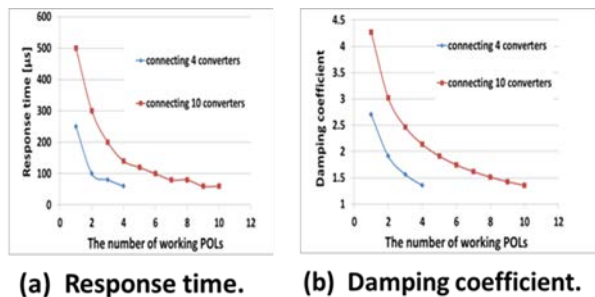 600
500
400
300
200
100
0
Response time [µs]
connecting 4 converters
connecting 10 converters
0 2 4 6 8 10 12
The number of working POLs
(a) Response time.
4.5
4
3.5
3
2.5
2
1.5
1
Damping coefficient
connecting 4 converters
connecting 10 converters
0 2 4 6 8 10 12
The number of working POLs
(b) Damping coefficient.